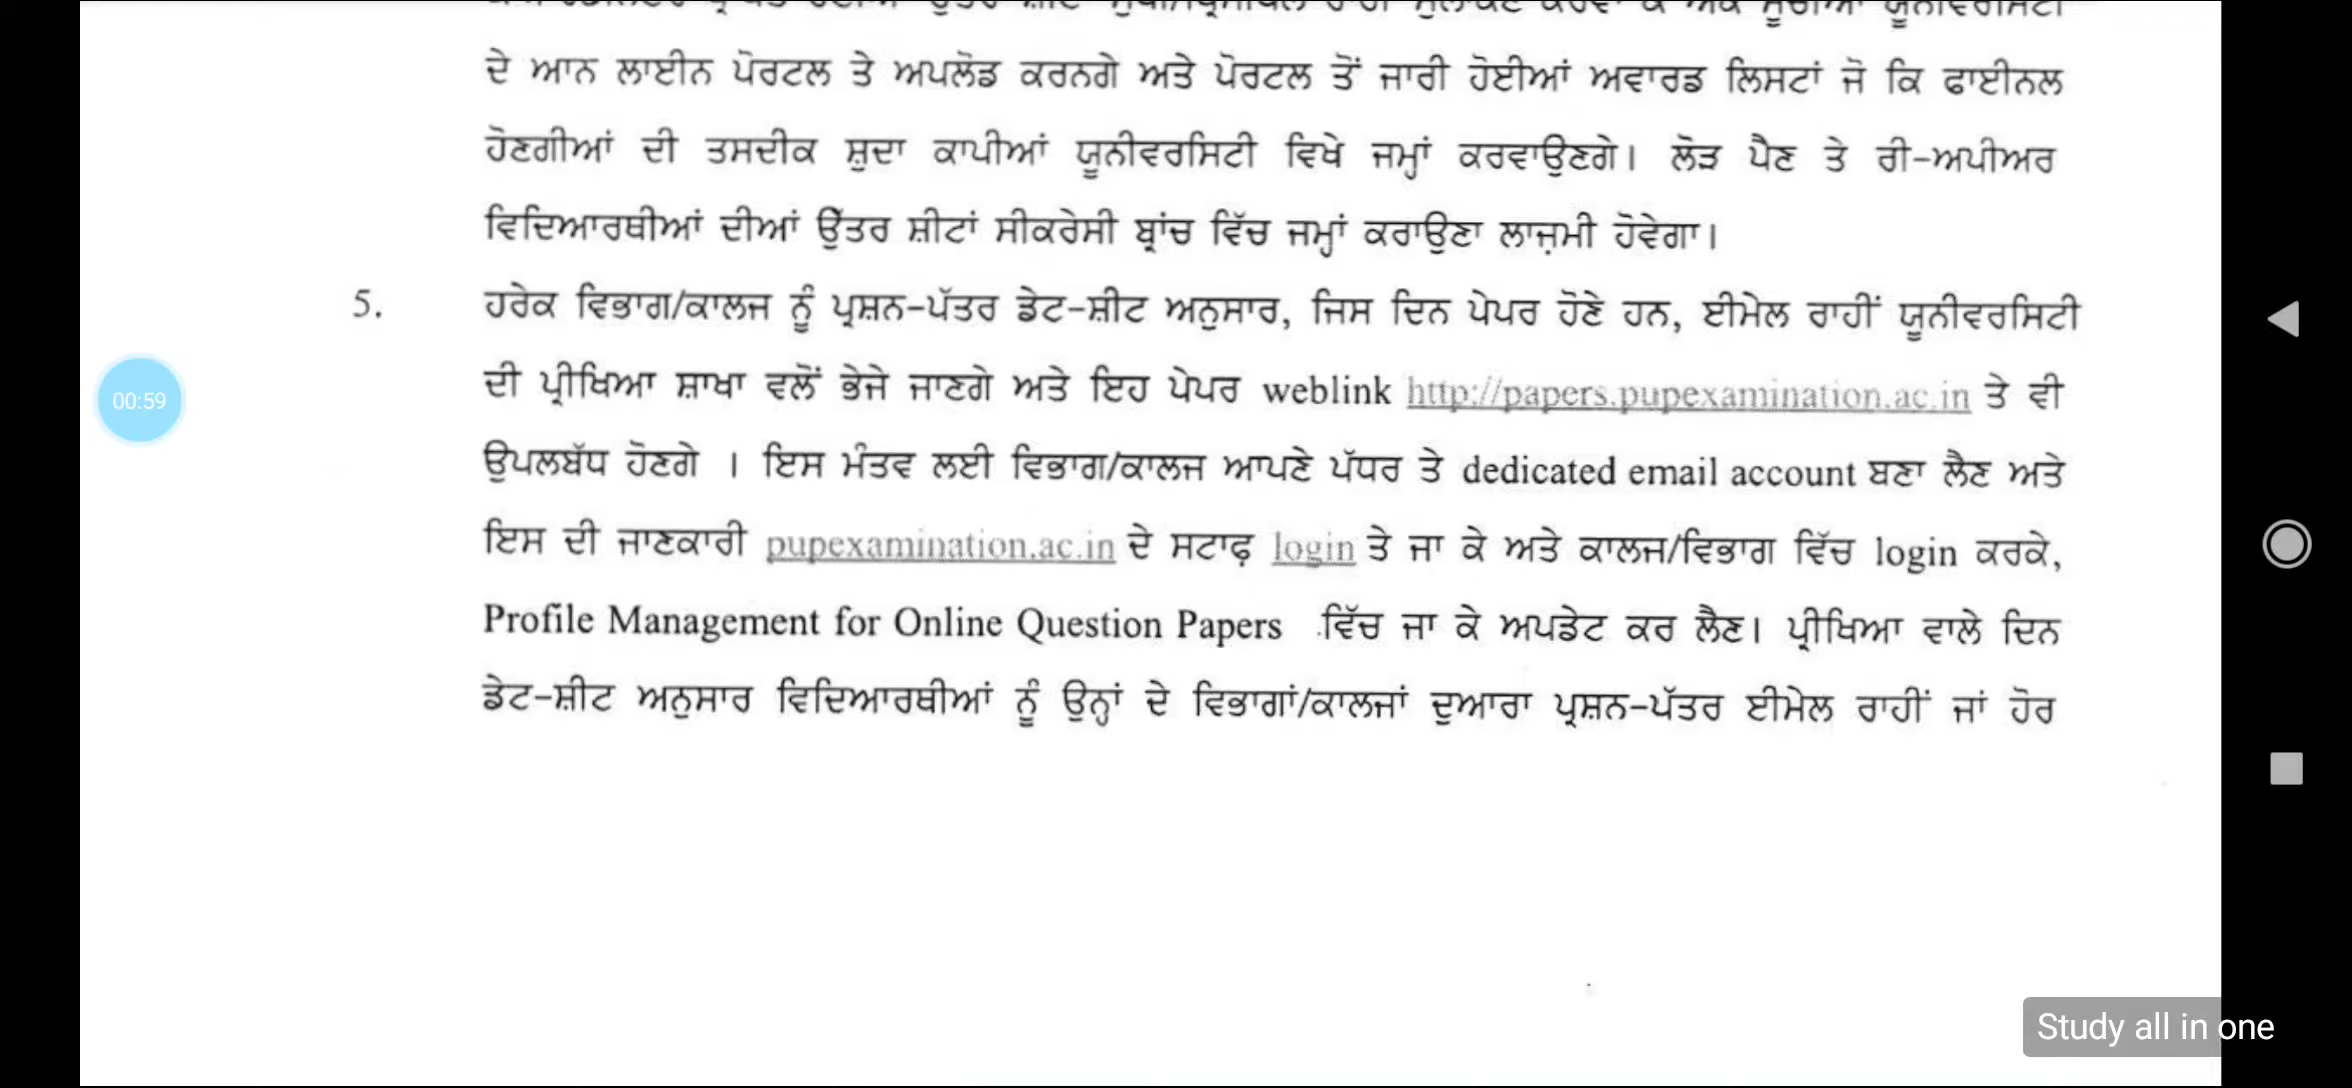 ਦੇ ਆਨ ਲਾਈਨ ਪੋਰਟਲ ਤੇ ਅਪਲੋਡ ਕਰਨਗੇ ਅਤੇ ਪੋਰਟਲ ਤੋਂ ਜਾਰੀ ਹੋਈਆਂ ਅਵਾਰਡ ਲਿਸਟਾਂ ਜੋ ਕਿ ਫਾਈਨਲ
ਹੋਣਗੀਆਂ ਦੀ ਤਸਦੀਕ ਸ਼ੁਦਾ ਕਾਪੀਆਂ ਯੂਨੀਵਰਸਿਟੀ ਵਿਖੇ ਜਮ੍ਹਾਂ ਕਰਵਾਉਣਗੇ। ਲੋੜ ਪੈਣ ਤੇ ਰੀ-ਅਪੀਅਰ
ਵਿਦਿਆਰਥੀਆਂ ਦੀਆਂ ਉੱਤਰ ਸ਼ੀਟਾਂ ਸੀਕਰੇਸੀ ਬ੍ਰਾਂਚ ਵਿੱਚ ਜਮ੍ਹਾਂ ਕਰਾਉਣਾ ਲਾਜ਼ਮੀ ਹੋਵੇਗਾ।
5. ਹਰੇਕ ਵਿਭਾਗ/ਕਾਲਜ ਨੂੰ ਪ੍ਰਸ਼ਨ-ਪੱਤਰ ਡੇਟ-ਸ਼ੀਟ ਅਨੁਸਾਰ, ਜਿਸ ਦਿਨ ਪੇਪਰ ਹੋਣੇ ਹਨ, ਈਮੇਲ ਰਾਹੀਂ ਯੂਨੀਵਰਸਿਟੀ
ਦੀ ਪ੍ਰੀਖਿਆ ਸ਼ਾਖਾ ਵਲੋਂ ਭੇਜੇ ਜਾਣਗੇ ਅਤੇ ਇਹ ਪੇਪਰ weblink http://papers.pupexamination.ac.in ਤੇ ਵੀ
00:59
ਉਪਲਬੱਧ ਹੋਣਗੇ । ਇਸ ਮੰਤਵ ਲਈ ਵਿਭਾਗ/ਕਾਲਜ ਆਪਣੇ ਪੱਧਰ ਤੇ dedicated email account ਬਣਾ ਲੈਣ ਅਤੇ
ਇਸ ਦੀ ਜਾਣਕਾਰੀ pupexamination.ac.in ਦੇ ਸਟਾਫ਼ login ਤੇ ਜਾ ਕੇ ਅਤੇ ਕਾਲਜ/ਵਿਭਾਗ ਵਿੱਚ login ਕਰਕੇ,
Profile Management for Online Question Papers ਵਿੱਚ ਜਾ ਕੇ ਅਪਡੇਟ ਕਰ ਲੈਣ। ਪ੍ਰੀਖਿਆ ਵਾਲੇ ਦਿਨ
ਡੇਟ-ਸ਼ੀਟ ਅਨੁਸਾਰ ਵਿਦਿਆਰਥੀਆਂ ਨੂੰ ਉਨ੍ਹਾਂ ਦੇ ਵਿਭਾਗਾਂ/ਕਾਲਜਾਂ ਦੁਆਰਾ ਪ੍ਰਸ਼ਨ-ਪੱਤਰ ਈਮੇਲ ਰਾਹੀਂ ਜਾਂ ਹੋਰ
Study all in one